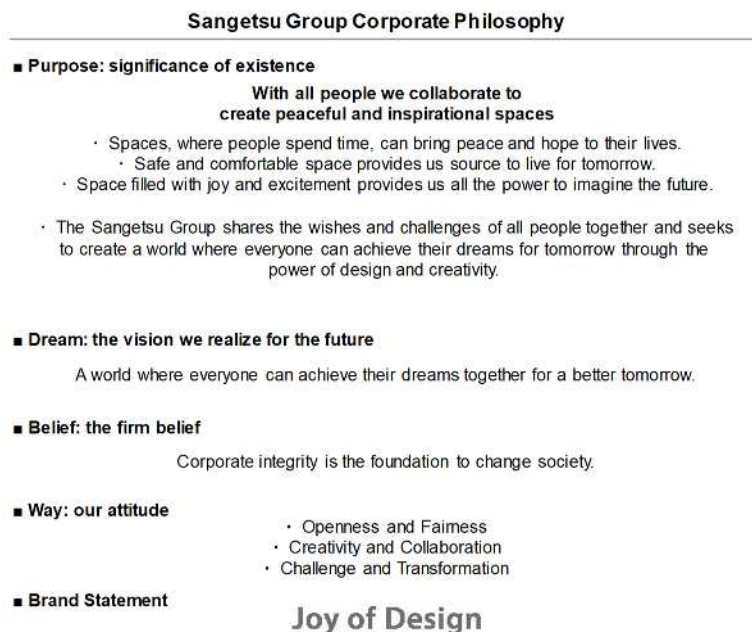 Sangetsu Group Corporate Philosophy
■ Purpose: significance of existence
With all people we collaborate to
create peaceful and inspirational spaces
・ Spaces, where people spend time, can bring peace and hope to their lives.
・ Safe and comfortable space provides us source to live for tomorrow.
・ Space filled with joy and excitement provides us all the power to imagine the future.
・ The Sangetsu Group shares the wishes and challenges of all people together and seeks
to create a world where everyone can achieve their dreams for tomorrow through the
power of design and creativity.
■ Dream: the vision we realize for the future
A world where everyone can achieve their dreams together for a better tomorrow.
■ Belief: the firm belief
Corporate integrity is the foundation to change society.
■ Way: our attitude
・ Openness and Fairness
・ Creativity and Collaboration
・ Challenge and Transformation
■ Brand Statement
Joy of Design